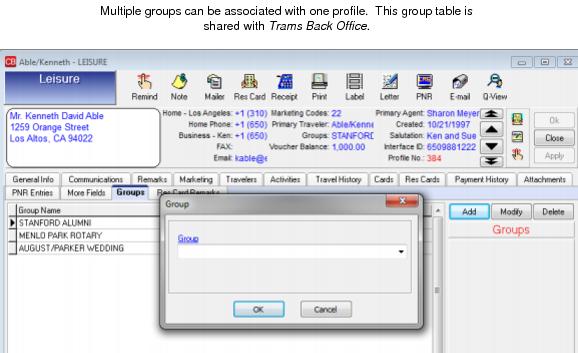 Multiple groups can be associated with one profile. This group table is
shared with Trams Back Office.
CB Able/Kenneth - LEISURE
Leisure
Remind Note Mailer Res Card Receipt Print Label Letter PNR E-mail Q-View
Mr. Kenneth David Able
1259 Orange Street
Los Altos, CA 94022
Home - Los Angeles: +1 (310)
Home Phone: +1 (650)
Business - Ken: +1 (650)
FAX:
Email: kable@e
Marketing Codes: 22
Primary Traveler: Able/Kenne
Groups: STANFORD
Voucher Balance: 1,000.00
Primary Agent: Sharon Meyer
Created: 10/21/1997
Salutation: Ken and Sue
Interface ID: 6509881222
Profile No.: 384
Ok
Close
Apply
General Info Communications Remarks Marketing Travelers Activities Travel History Cards Res Cards Payment History Attachments
PNR Entries More Fields Groups Res Card Remarks
Group Name
STANFORD ALUMNI
MENLO PARK ROTARY
AUGUST/PARKER WEDDING
Add Modify Delete
Groups
Group
Group
OK Cancel